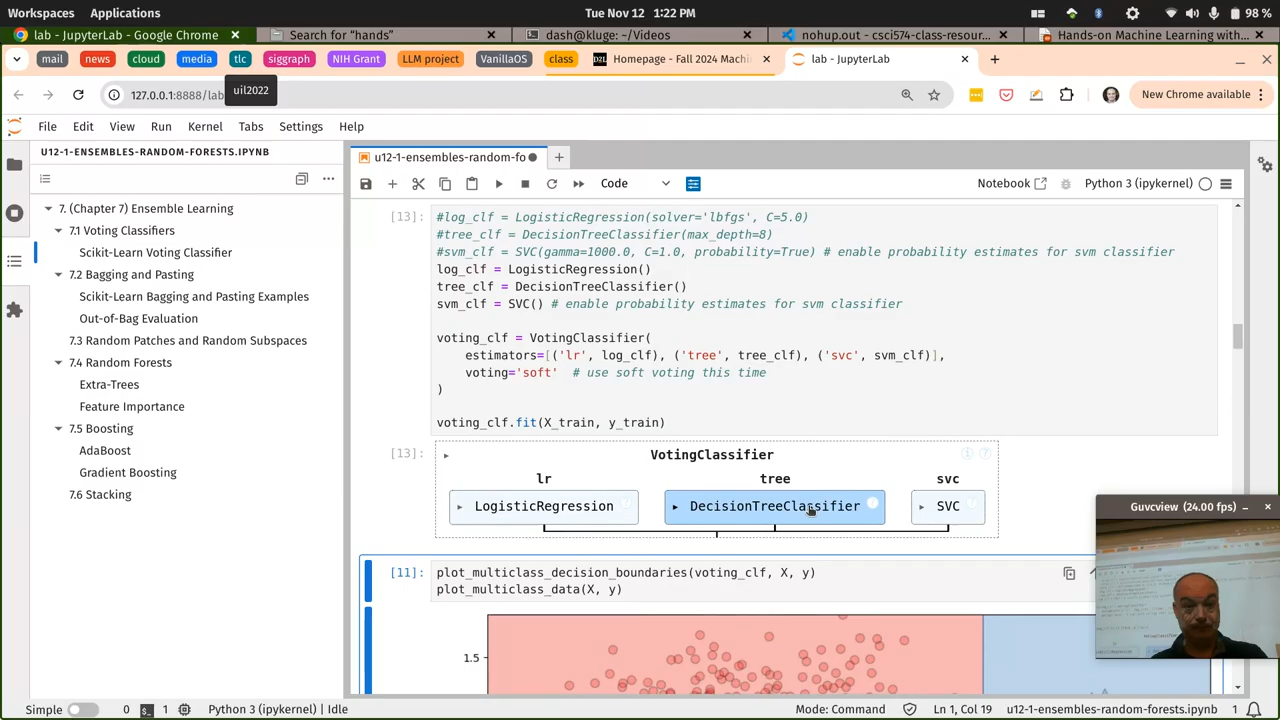 Workspaces Applications Tue Nov 12 1:22 PM 98 %
lab - JupyterLab - Google Chrome Search for “hands” dash@kluge: ~/Videos nohup.out - csci574-class-resour... Hands-on Machine Learning with...
mail news cloud media tlc siggraph NIH Grant LLM project VanillaOS class D2L Homepage - Fall 2024 Machi lab - JupyterLab
127.0.0.1:8888/lab uil2022 New Chrome available
File Edit View Run Kernel Tabs Settings Help
U12-1-ENSEMBLES-RANDOM-FORESTS.IPYNB
7. (Chapter 7) Ensemble Learning
7.1 Voting Classifiers
Scikit-Learn Voting Classifier
7.2 Bagging and Pasting
Scikit-Learn Bagging and Pasting Examples
Out-of-Bag Evaluation
7.3 Random Patches and Random Subspaces
7.4 Random Forests
Extra-Trees
Feature Importance
7.5 Boosting
AdaBoost
Gradient Boosting
7.6 Stacking
u12-1-ensembles-random-fo
Code Notebook Python 3 (ipykernel)
[13]: #log_clf = LogisticRegression(solver='lbfgs', C=5.0)
#tree_clf = DecisionTreeClassifier(max_depth=8)
#svm_clf = SVC(gamma=1000.0, C=1.0, probability=True) # enable probability estimates for svm classifier
log_clf = LogisticRegression()
tree_clf = DecisionTreeClassifier()
svm_clf = SVC() # enable probability estimates for svm classifier
voting_clf = VotingClassifier(
estimators=[('lr', log_clf), ('tree', tree_clf), ('svc', svm_clf)],
voting='soft' # use soft voting this time
)
voting_clf.fit(X_train, y_train)
[13]: VotingClassifier
lr tree svc
LogisticRegression DecisionTreeClassifier SVC
Guvcview (24.00 fps)
[11]: plot_multiclass_decision_boundaries(voting_clf, X, y)
plot_multiclass_data(X, y)
1.5
Simple 0 1 Python 3 (ipykernel) | Idle Mode: Command Ln 1, Col 19 u12-1-ensembles-random-forests.ipynb 1